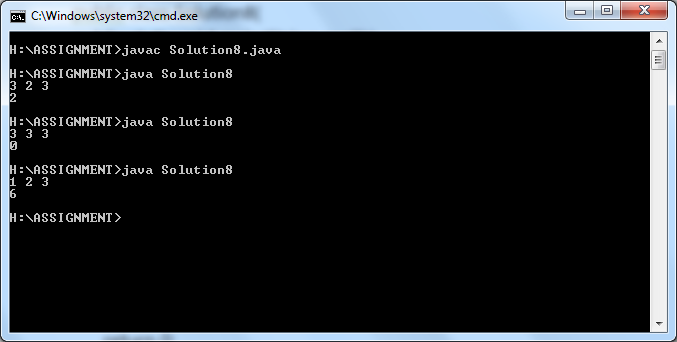 C:\Windows\system32\cmd.exe
H:\ASSIGNMENT>javac Solution8.java
H:\ASSIGNMENT>java Solution8
3 2 3
2
H:\ASSIGNMENT>java Solution8
3 3 3
0
H:\ASSIGNMENT>java Solution8
1 2 3
6
H:\ASSIGNMENT>